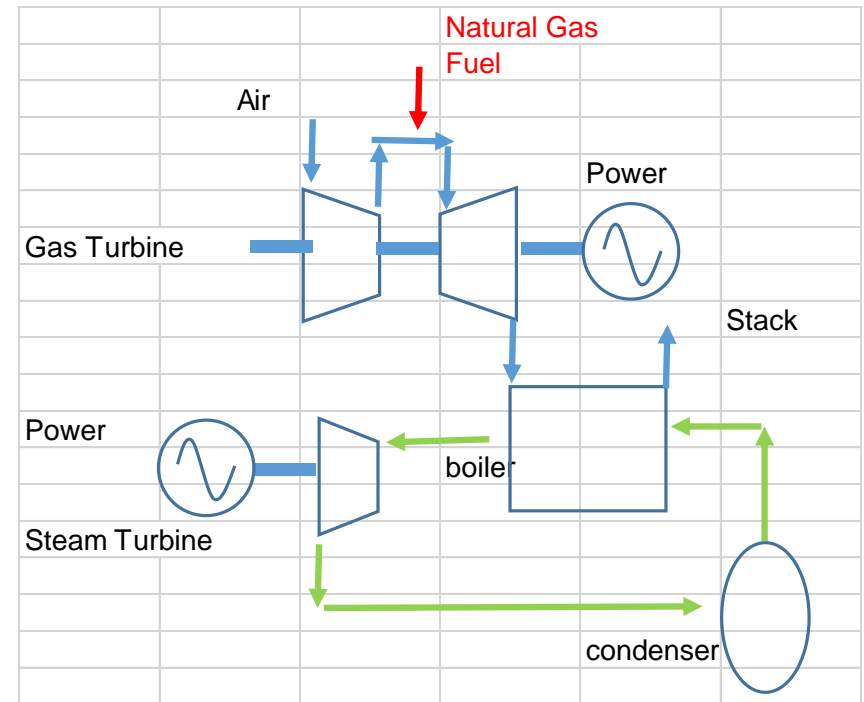 Natural Gas
Fuel
Air
Power
Gas Turbine
Stack
Power
boiler
Steam Turbine
condenser